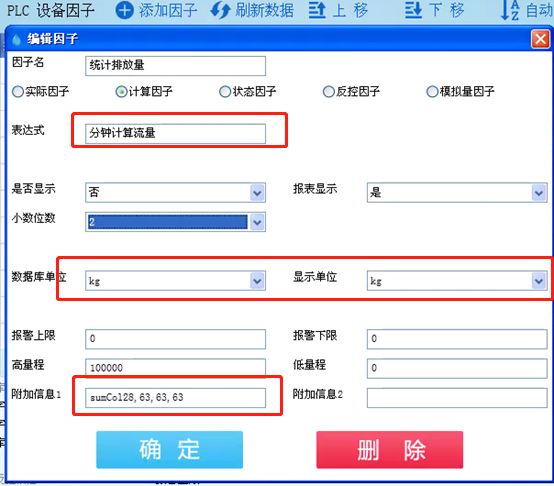 PLC 设备因子 添加因子 刷新数据 上 移 下 移 自动
编辑因子
因子名 统计排放量
实际因子 计算因子 状态因子 反控因子 模拟量因子
表达式 分钟计算流量
是否显示 否 报表显示 是
小数位数 2
数据库单位 kg 显示单位 kg
报警上限 0 报警下限 0
高量程 100000 低量程 0
附加信息1 sumCol28,63,63,63 附加信息2
确 定 删 除